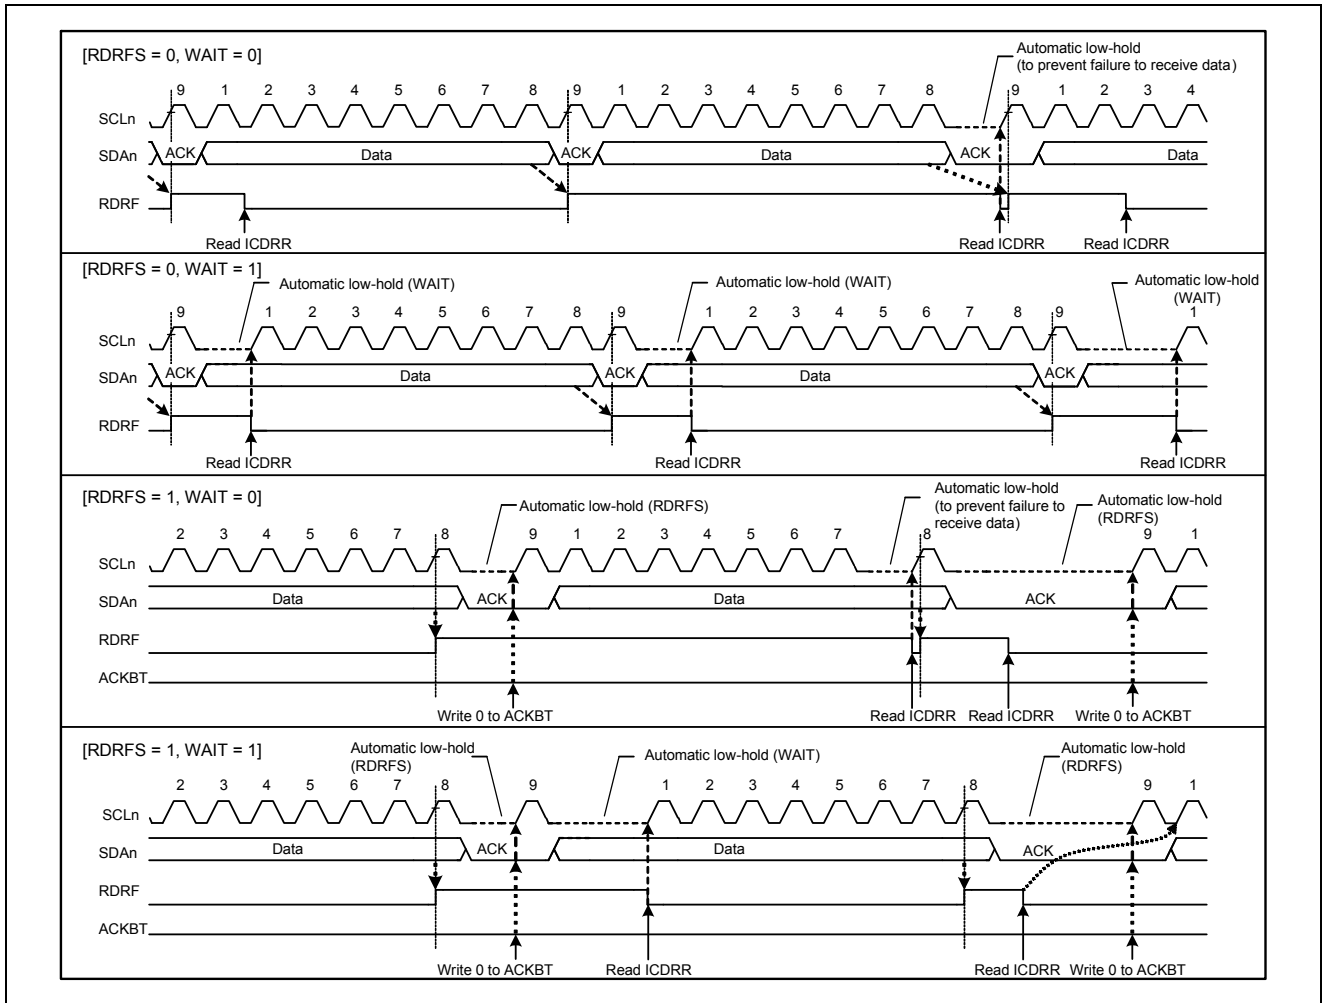 [RDRFS = 0, WAIT = 0]
Automatic low-hold
(to prevent failure to receive data)
9 1 2 3 4 5 6 7 8 9 1 2 3 4 5 6 7 8 9 1 2 3 4
SCLn
SDAn ACK Data ACK Data ACK Data
RDRF
Read ICDRR Read ICDRR Read ICDRR
[RDRFS = 0, WAIT = 1]
Automatic low-hold (WAIT) Automatic low-hold (WAIT) Automatic low-hold
(WAIT)
9 1 2 3 4 5 6 7 8 9 1 2 3 4 5 6 7 8 9 1
SCLn
SDAn ACK Data ACK Data ACK
RDRF
Read ICDRR Read ICDRR Read ICDRR
[RDRFS = 1, WAIT = 0]
Automatic low-hold (RDRFS)
Automatic low-hold
(to prevent failure to
receive data)
Automatic low-hold
(RDRFS)
2 3 4 5 6 7 8 9 1 2 3 4 5 6 7 8 9 1
SCLn
SDAn Data ACK Data ACK
RDRF
ACKBT
Write 0 to ACKBT Read ICDRR Read ICDRR Write 0 to ACKBT
[RDRFS = 1, WAIT = 1]
Automatic low-hold
(RDRFS)
Automatic low-hold (WAIT)
Automatic low-hold
(RDRFS)
2 3 4 5 6 7 8 9 1 2 3 4 5 6 7 8 9 1
SCLn
SDAn Data ACK Data ACK
RDRF
ACKBT
Write 0 to ACKBT Read ICDRR Read ICDRR Write 0 to ACKBT